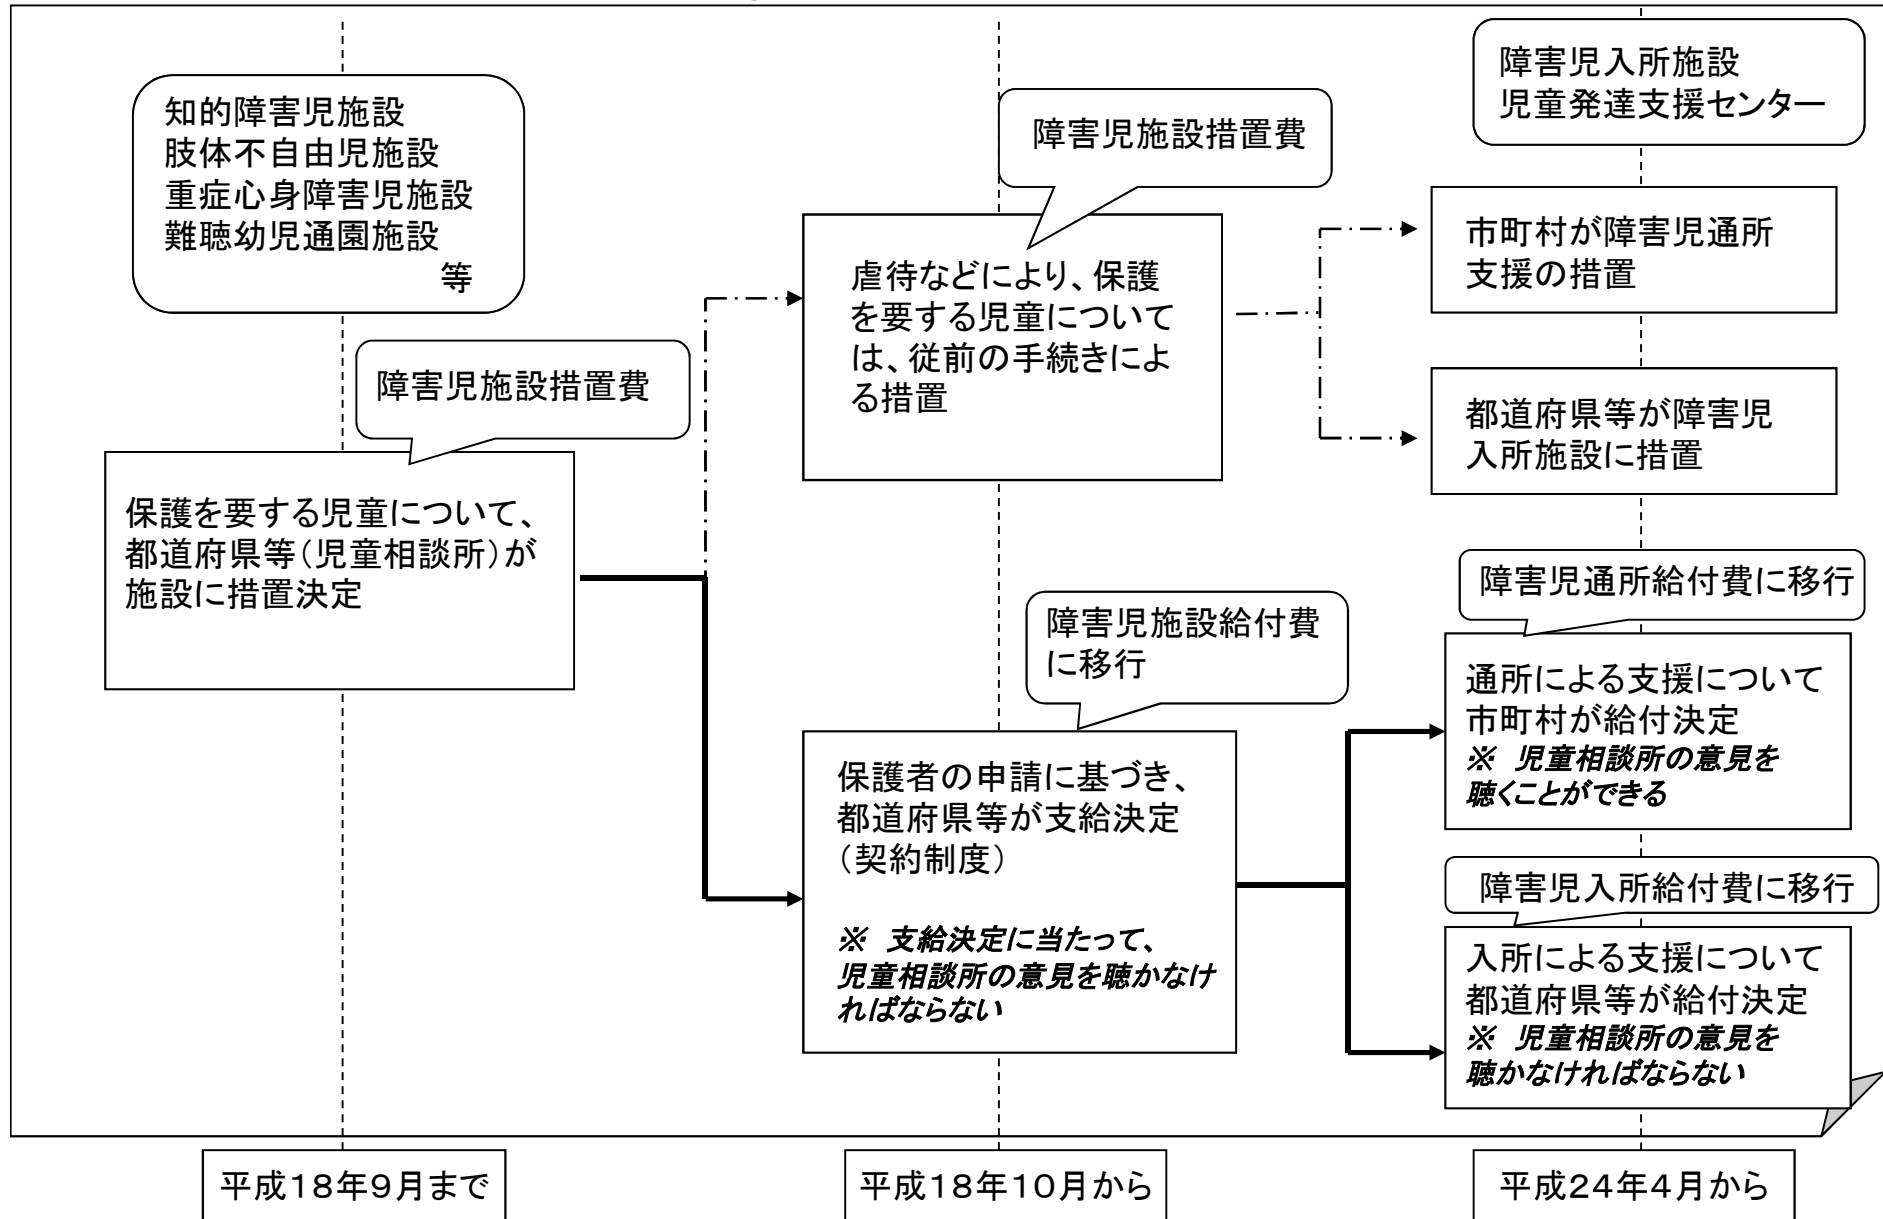 知的障害児施設
肢体不自由児施設
重症心身障害児施設
難聴幼児通園施設
等
障害児施設措置費
保護を要する児童について、
都道府県等（児童相談所）が
施設に措置決定
障害児施設措置費
虐待などにより、保護
を要する児童について
は、従前の手続きによ
る措置
障害児施設給付費
に移行
保護者の申請に基づき、
都道府県等が支給決定
（契約制度）
※ 支給決定に当たって、
児童相談所の意見を聴かなけ
ればならない
障害児入所施設
児童発達支援センター
市町村が障害児通所
支援の措置
都道府県等が障害児
入所施設に措置
障害児通所給付費に移行
通所による支援について
市町村が給付決定
※ 児童相談所の意見を
聴くことができる
障害児入所給付費に移行
入所による支援について
都道府県等が給付決定
※ 児童相談所の意見を
聴かなければならない
平成１８年９月まで
平成１８年１０月から
平成２４年４月から